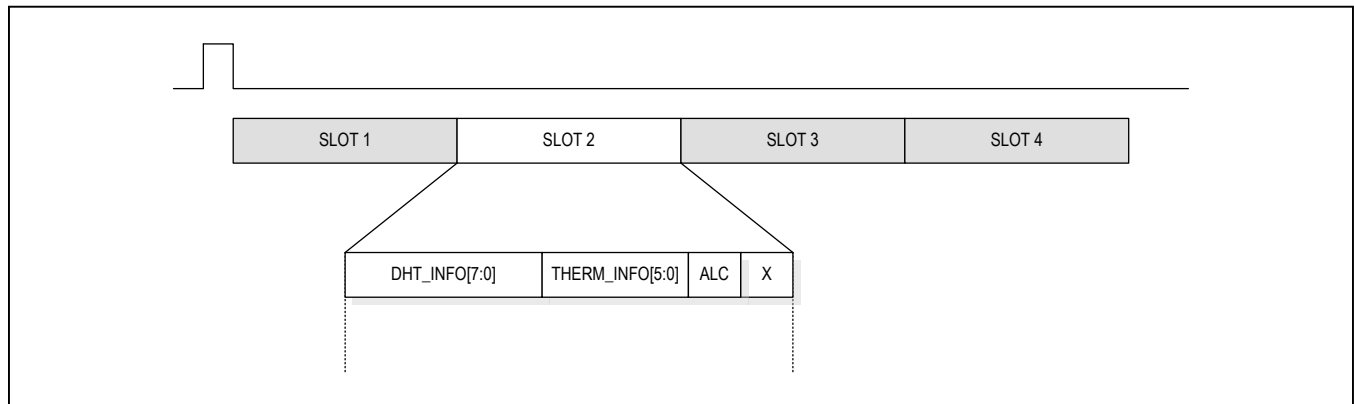 SLOT 1 SLOT 2 SLOT 3 SLOT 4
DHT_INFO[7:0] THERM_INFO[5:0] ALC X